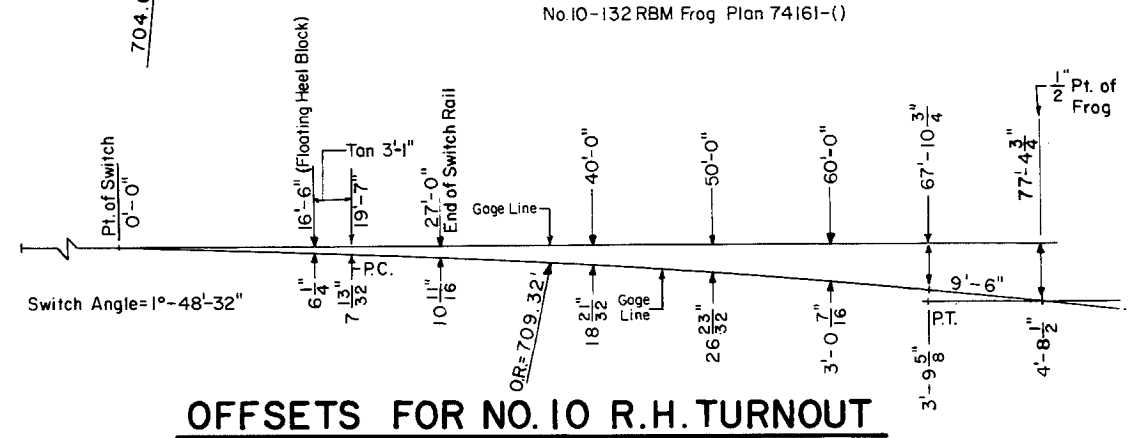 704.
No.10-132 RBM Frog Plan 74161-()
Pt. of Switch
0'-0"
16'-6" (Floating Heel Block)
Tan 3'-1"
19'-7"
27'-0"
End of Switch Rail
Gage Line
40'-0"
50'-0"
60'-0"
67'-10 3/4"
77'-4 3/4"
1/2" Pt. of
Frog
Switch Angle=1°-48'-32"
6 1/4"
7 13/32"
P.C.
10 11/16"
O.R.=709.32'
18 21/32"
Gage
Line
26 23/32"
3'-0 7/16"
9'-6"
P.T.
3'-9 5/8"
4'-8 1/2"
OFFSETS FOR NO. 10 R.H. TURNOUT